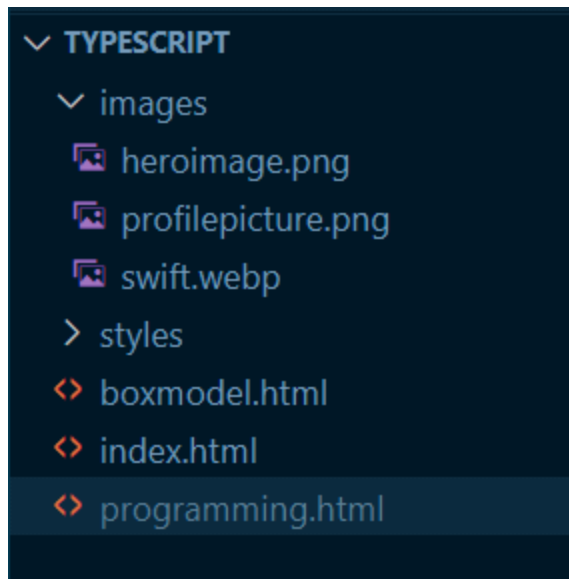 TYPESCRIPT
images
heroimage.png
profilepicture.png
swift.webp
styles
boxmodel.html
index.html
programming.html